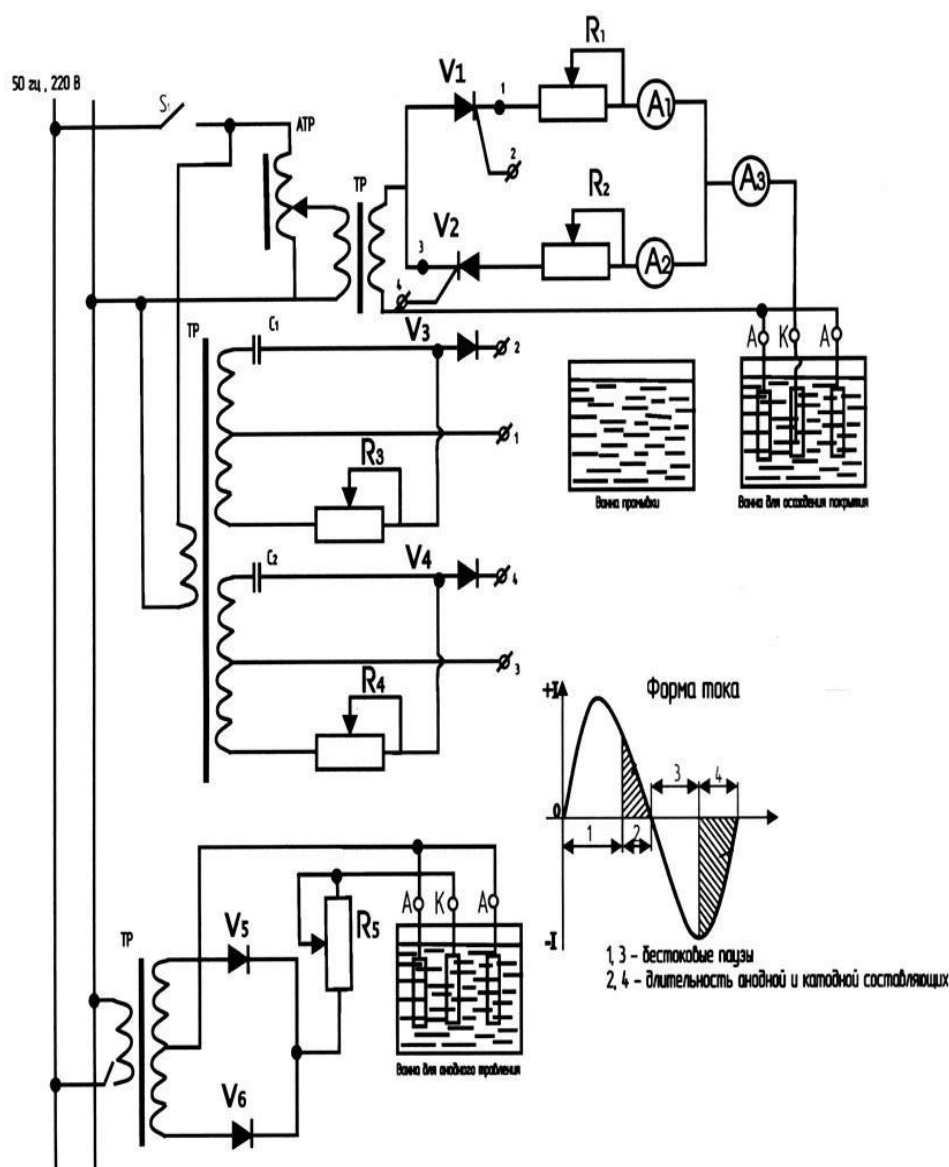 50 гц, 220 В
S₁
АТР
ТР
V1
1
R1
A1
2
A3
V2
3
R2
A2
4
ТР
C1
V3
2
1
R3
А К А
Ванна промывки
Ванна для осаждения покрытия
C2
V4
4
3
R4
Форма тока
+I
3 4
0
1 2
-I
1, 3 – бестоковые паузы
2, 4 – длительность анодной и катодной составляющих
А К А
ТР
V5
R5
V6
Ванна для анодного травления